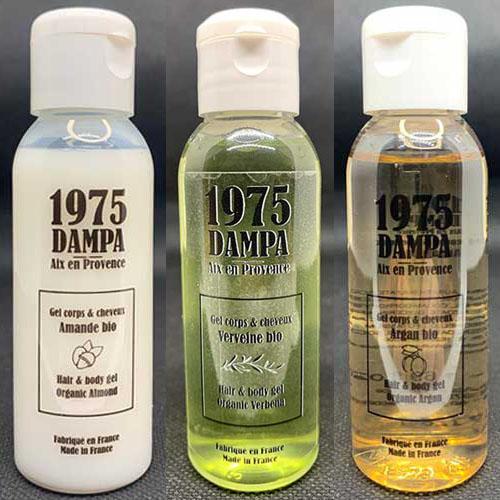 1975
DAMPA
Aix en Provence
Gel corps & cheveux
Amande bio
Hair & body gel
Organic Almond
Fabrique en France
Made in France
1975
DAMPA
Aix en Provence
Gel corps & cheveux
Verveine bio
Hair & body gel
Organic Verbena
Fabrique en France
Made in France
1975
DAMPA
Aix en Provence
Gel corps & cheveux
Argan bio
Hair & body gel
Organic Argan
Fabrique en France
Made in France